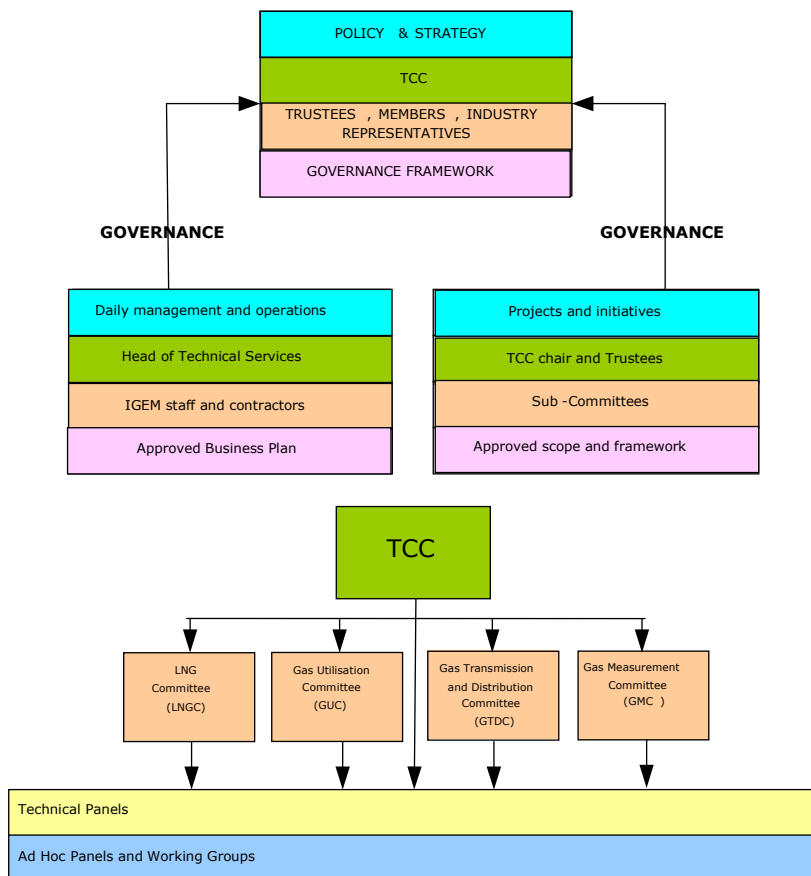 POLICY & STRATEGY
TCC
TRUSTEES , MEMBERS , INDUSTRY
REPRESENTATIVES
GOVERNANCE FRAMEWORK
GOVERNANCE
GOVERNANCE
Daily management and operations
Head of Technical Services
IGEM staff and contractors
Approved Business Plan
Projects and initiatives
TCC chair and Trustees
Sub -Committees
Approved scope and framework
TCC
LNG
Committee
(LNGC)
Gas Utilisation
Committee
(GUC)
Gas Transmission
and Distribution
Committee
(GTDC)
Gas Measurement
Committee
(GMC )
Technical Panels
Ad Hoc Panels and Working Groups